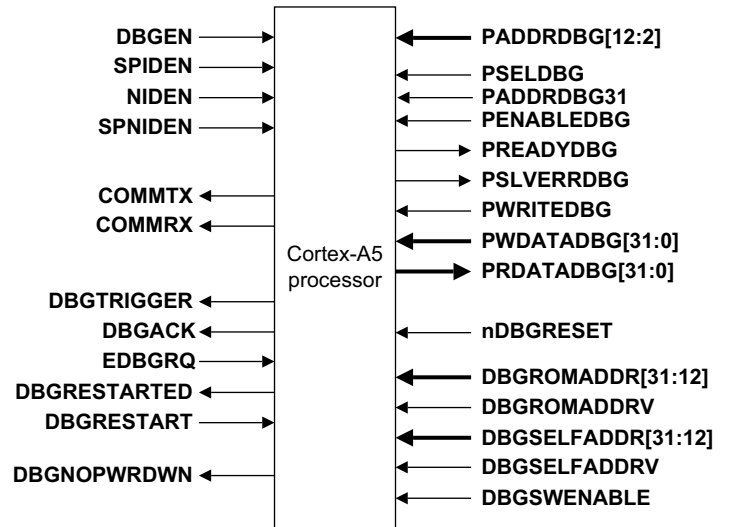 DBGEN
SPIDEN
NIDEN
SPNIDEN
COMMTX
COMMRX
DBGTRIGGER
DBGACK
EDBGRQ
DBGRESTARTED
DBGRESTART
DBGNOPWRDWN
Cortex-A5
processor
PADDRDBG[12:2]
PSELDBG
PADDRDBG31
PENABLEDBG
PREADYDBG
PSLVERRDBG
PWRITEDBG
PWDATADBG[31:0]
PRDATADBG[31:0]
nDBGRESET
DBGROMADDR[31:12]
DBGROMADDRV
DBGSELFADDR[31:12]
DBGSELFADDRV
DBGSWENABLE